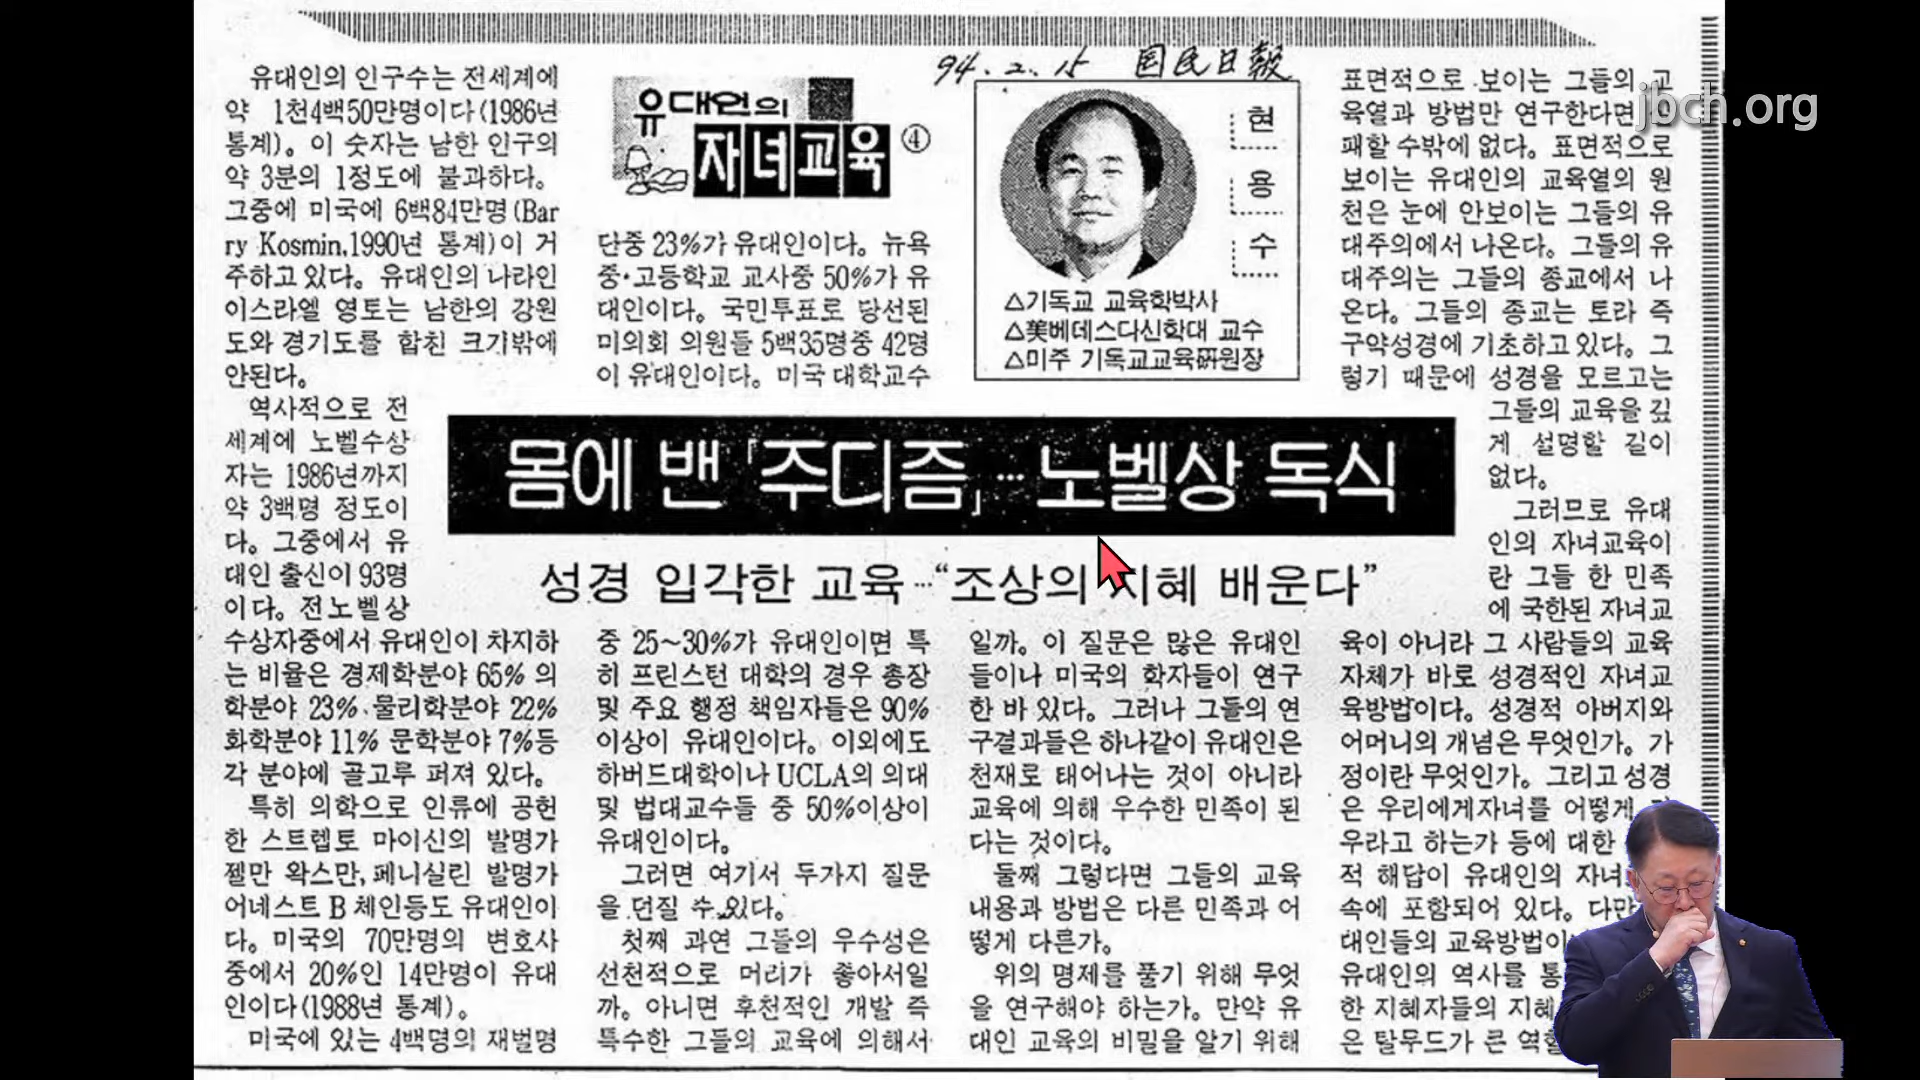 94. 2. 15 国民日報
jbch.org
유대인의
자녀교육 ④
현
용
수
△기독교 교육학박사
△美베데스다신학대 교수
△미주 기독교교육硏원장
몸에 밴 「주디즘」…노벨상 독식
성경 입각한 교육…“조상의 지혜 배운다”
유대인의 인구수는 전세계에
약 1천4백50만명이다(1986년
통계)。이 숫자는 남한 인구의
약 3분의 1정도에 불과하다。
그중에 미국에 6백84만명(Bar
ry Kosmin,1990년 통계)이 거
주하고 있다。유대인의 나라인
이스라엘 영토는 남한의 강원
도와 경기도를 합친 크기밖에
안된다。
역사적으로 전
세계에 노벨수상
자는 1986년까지
약 3백명 정도이
다。그중에서 유
대인 출신이 93명
이다。전노벨상
수상자중에서 유대인이 차지하
는 비율은 경제학분야 65% 의
학분야 23% 물리학분야 22%
화학분야 11% 문학분야 7%등
각 분야에 골고루 퍼져 있다。
특히 의학으로 인류에 공헌
한 스트렙토 마이신의 발명가
젤만 왁스만, 페니실린 발명가
어네스트 B 체인등도 유대인이
다。미국의 70만명의 변호사
중에서 20%인 14만명이 유대
인이다(1988년 통계)。
미국에 있는 4백명의 재벌명
단중 23%가 유대인이다。뉴욕
중·고등학교 교사중 50%가 유
대인이다。국민투표로 당선된
미의회 의원들 5백35명중 42명
이 유대인이다。미국 대학교수
중 25~30%가 유대인이면 특
히 프린스턴 대학의 경우 총장
및 주요 행정 책임자들은 90%
이상이 유대인이다。이외에도
하버드대학이나 UCLA의 의대
및 법대교수들 중 50%이상이
유대인이다。
그러면 여기서 두가지 질문
을 던질 수 있다。
첫째 과연 그들의 우수성은
선천적으로 머리가 좋아서일
까。아니면 후천적인 개발 즉
특수한 그들의 교육에 의해서
일까。이 질문은 많은 유대인
들이나 미국의 학자들이 연구
한 바 있다。그러나 그들의 연
구결과들은 하나같이 유대인은
천재로 태어나는 것이 아니라
교육에 의해 우수한 민족이 된
다는 것이다。
둘째 그렇다면 그들의 교육
내용과 방법은 다른 민족과 어
떻게 다른가。
위의 명제를 풀기 위해 무엇
을 연구해야 하는가。만약 유
대인 교육의 비밀을 알기 위해
표면적으로 보이는 그들의 교
육열과 방법만 연구한다면
패할 수밖에 없다。표면적으로
보이는 유대인의 교육열의 원
천은 눈에 안보이는 그들의 유
대주의에서 나온다。그들의 유
대주의는 그들의 종교에서 나
온다。그들의 종교는 토라 즉
구약성경에 기초하고 있다。그
렇기 때문에 성경을 모르고는
그들의 교육을 깊
게 설명할 길이
없다。
그러므로 유대
인의 자녀교육이
란 그들 한 민족
에 국한된 자녀교
육이 아니라 그 사람들의 교육
자체가 바로 성경적인 자녀교
육방법이다。성경적 아버지와
어머니의 개념은 무엇인가。가
정이란 무엇인가。그리고 성경
은 우리에게 자녀를 어떻게
우라고 하는가 등에 대한
적 해답이 유대인의 자녀
속에 포함되어 있다。다만
대인들의 교육방법이
유대인의 역사를 통
한 지혜자들의 지혜
은 탈무드가 큰 역할